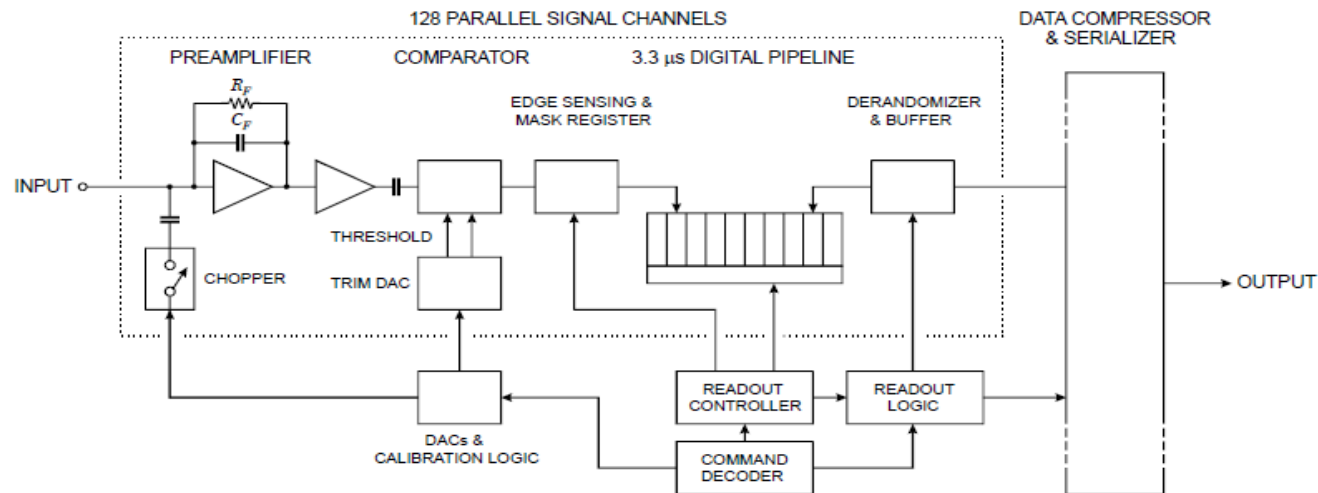 128 PARALLEL SIGNAL CHANNELS
DATA COMPRESSOR
& SERIALIZER
PREAMPLIFIER
COMPARATOR
3.3 µs DIGITAL PIPELINE
R_F
C_F
EDGE SENSING &
MASK REGISTER
DERANDOMIZER
& BUFFER
INPUT
THRESHOLD
CHOPPER
TRIM DAC
OUTPUT
READOUT
CONTROLLER
READOUT
LOGIC
DACs &
CALIBRATION LOGIC
COMMAND
DECODER